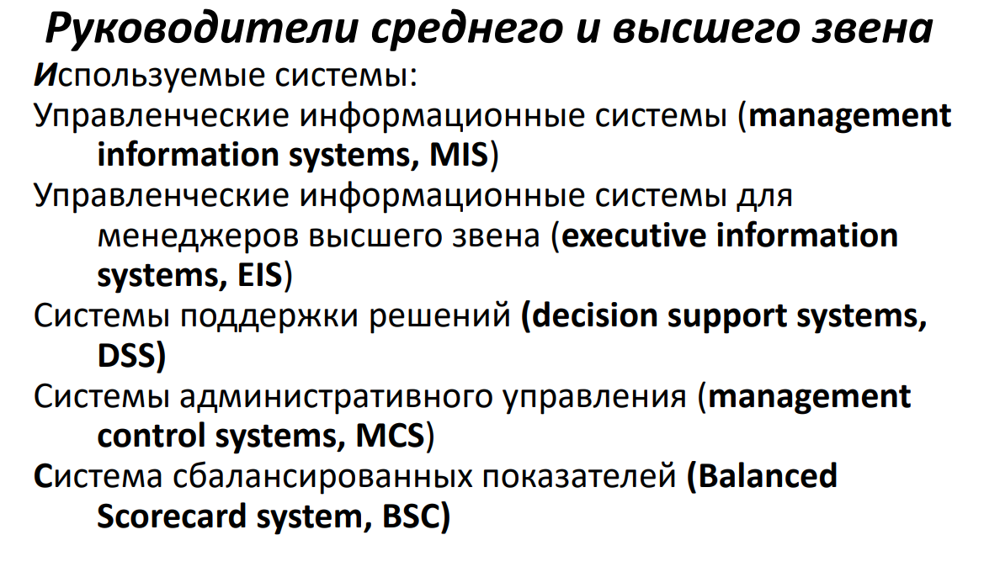 Руководители среднего и высшего звена
Используемые системы:
Управленческие информационные системы (management
information systems, MIS)
Управленческие информационные системы для
менеджеров высшего звена (executive information
systems, EIS)
Системы поддержки решений (decision support systems,
DSS)
Системы административного управления (management
control systems, MCS)
Система сбалансированных показателей (Balanced
Scorecard system, BSC)